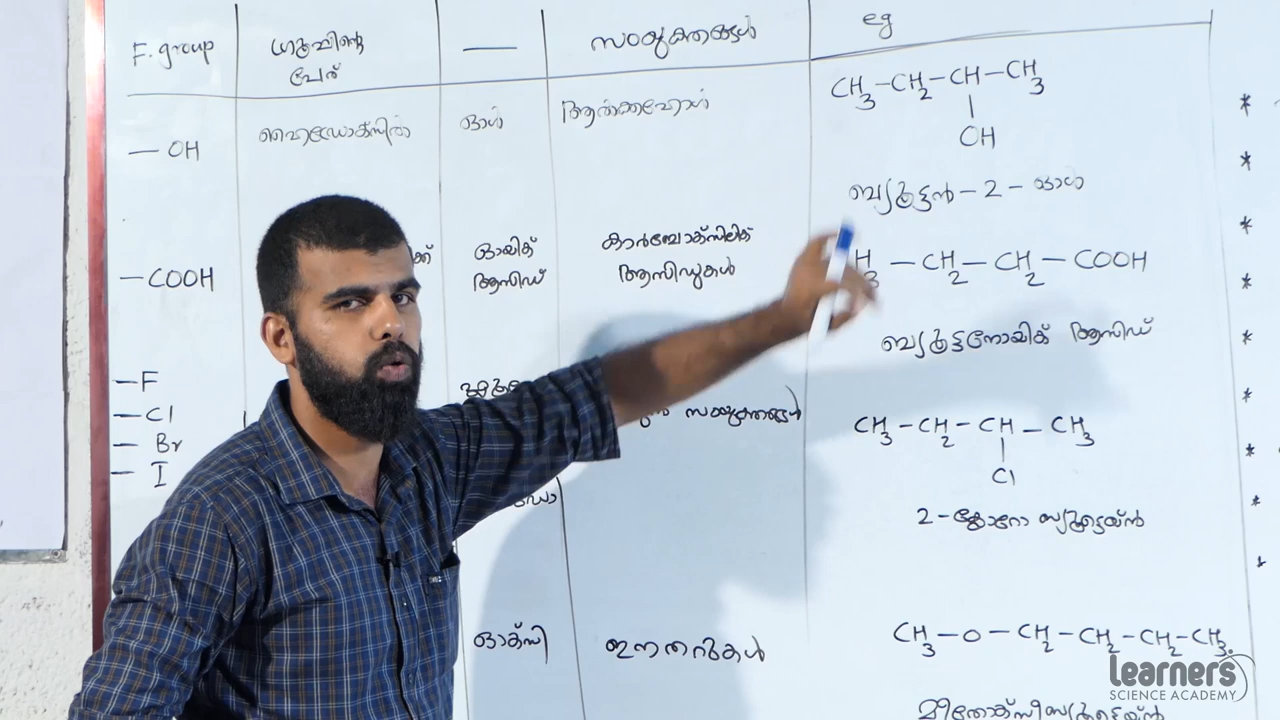 F. group
ഗ്രൂപ്പിന്റെ
പേര്
—
സംയുക്തങ്ങൾ
eg
— OH
ഹൈഡ്രോക്സിൽ
ഓൾ
ആൽക്കഹോൾ
CH3 — CH2 — CH — CH3
OH
ബ്യൂട്ടൻ – 2 – ഓൾ
— COOH
ക്ക്
ഓയിക്
ആസിഡ്
കാർബോക്സിലിക്
ആസിഡുകൾ
H3 — CH2 — CH2 — COOH
ബ്യൂട്ടനോയിക് ആസിഡ്
— F
— Cl
— Br
— I
സംയുക്തങ്ങൾ
CH3 – CH2 – CH – CH3
Cl
2 - ക്ലോറോ ബ്യൂട്ടെയ്ൻ
ഓക്സി
ഈതറുകൾ
CH3 — O — CH2 — CH2 — CH2 — CH3
മീതോക്സീബ്യൂട്ടെയ്ൻ
*
*
*
*
*
*
*
*
*
Learners
SCIENCE ACADEMY